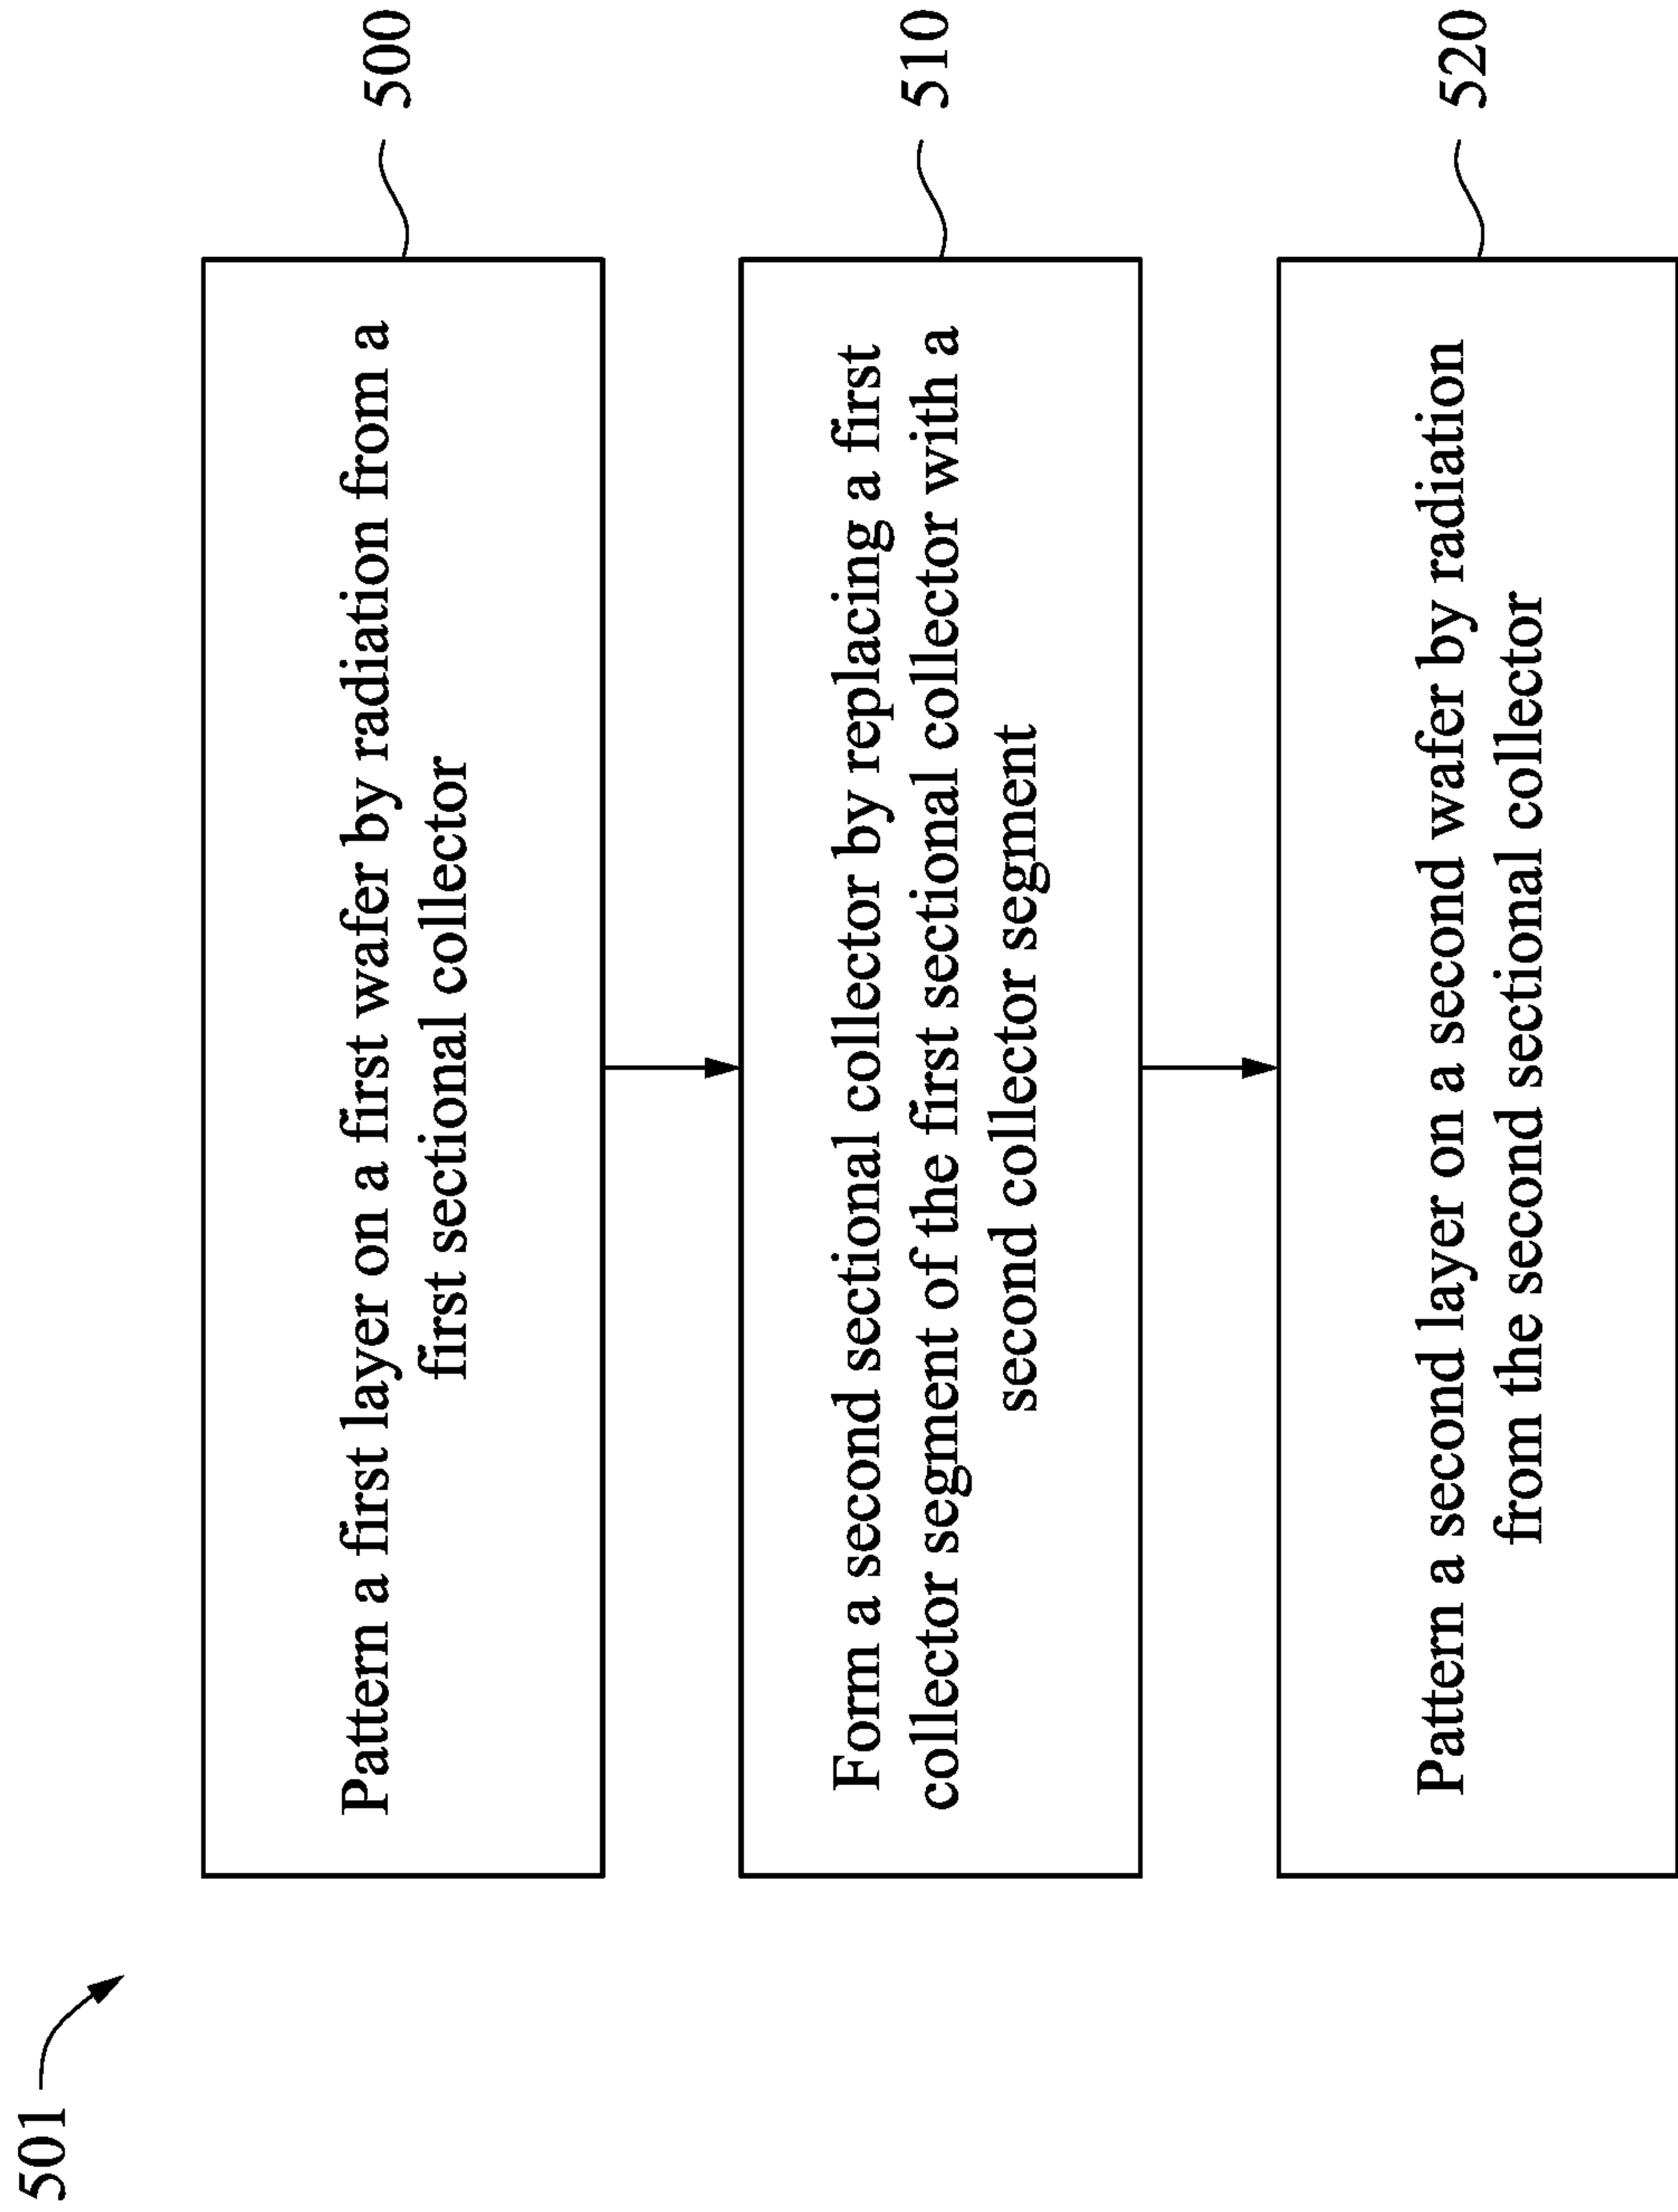 501
Pattern a first layer on a first wafer by radiation from a
first sectional collector
500
Form a second sectional collector by replacing a first
collector segment of the first sectional collector with a
second collector segment
510
Pattern a second layer on a second wafer by radiation
from the second sectional collector
520